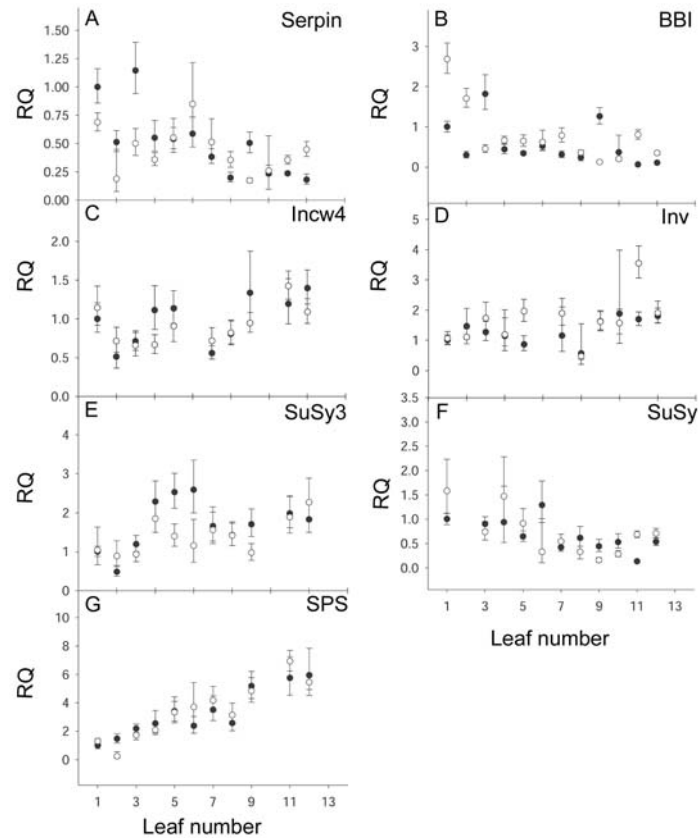 A Serpin
RQ
1.50
1.25
1.00
0.75
0.50
0.25
0.00
B BBI
RQ
3
2
1
0
C Incw4
RQ
2.0
1.5
1.0
0.5
0.0
D Inv
RQ
5
4
3
2
1
0
E SuSy3
RQ
4
3
2
1
0
F SuSy
RQ
3.5
3.0
2.5
2.0
1.5
1.0
0.5
0.0
1 3 5 7 9 11 13
Leaf number
G SPS
RQ
10
8
6
4
2
0
1 3 5 7 9 11 13
Leaf number